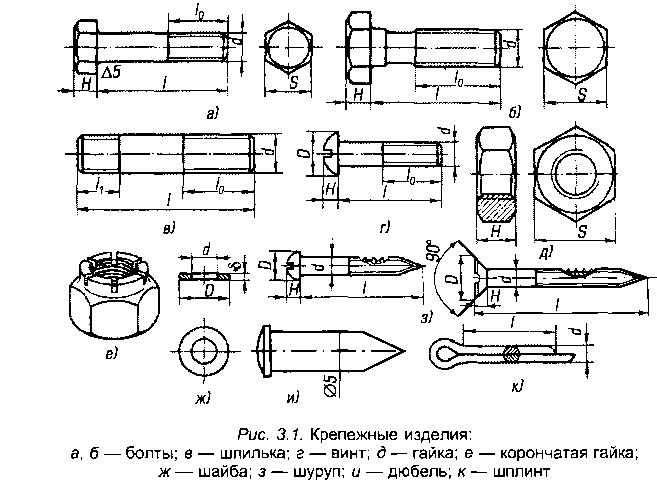 l₀
d
Δ5
H
l
S
а)
l₀
d
H
l
S
б)
d
l₁
l₀
l
в)
D
d
H
l₀
l
г)
H
S
д)
е)
d
δ
D
ж)
D
d
H
l
90°
D
d
H
l
з)
Ø5
и)
l
d
к)
Рис. 3.1. Крепежные изделия:
а, б — болты; в — шпилька; г — винт; д — гайка; е — корончатая гайка;
ж — шайба; з — шуруп; и — дюбель; к — шплинт